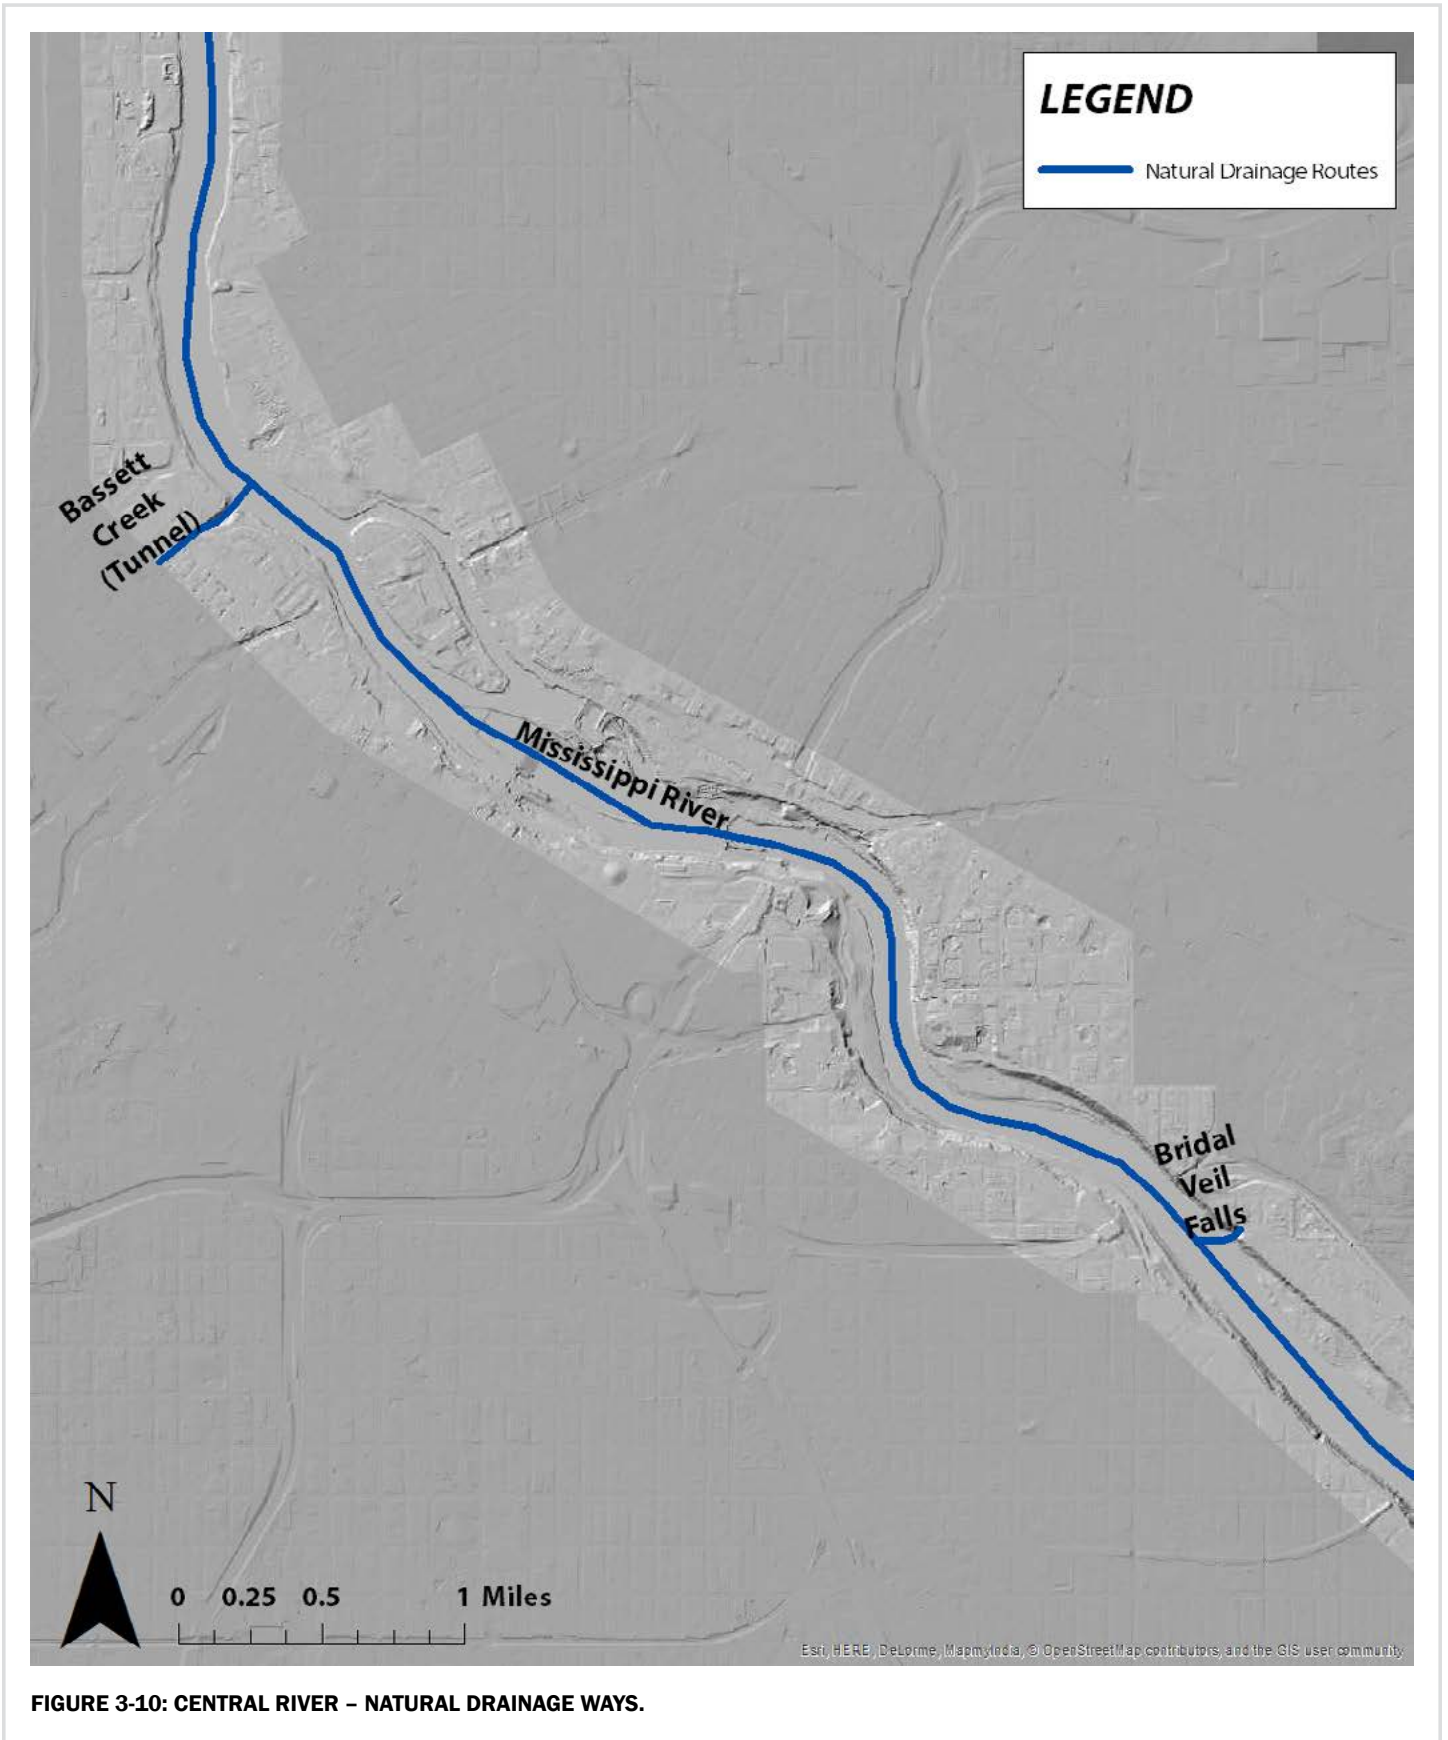 LEGEND
Natural Drainage Routes
Bassett
Creek
(Tunnel)
Mississippi River
Bridal
Veil
Falls
N
0 0.25 0.5 1 Miles
Esri, HERE, DeLorme, MapmyIndia, © OpenStreetMap contributors, and the GIS user community
FIGURE 3-10: CENTRAL RIVER – NATURAL DRAINAGE WAYS.